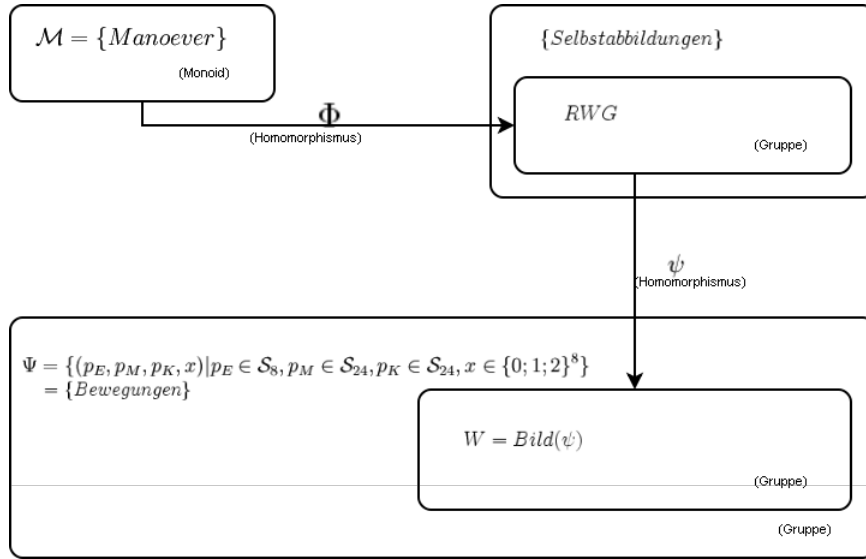 ℳ = {Manoever}
(Monoid)
{Selbstabbildungen}
Φ
(Homomorphismus)
RWG
(Gruppe)
ψ
(Homomorphismus)
Ψ = {(p_E, p_M, p_K, x)|p_E ∈ 𝒮_8, p_M ∈ 𝒮_24, p_K ∈ 𝒮_24, x ∈ {0; 1; 2}^8}
= {Bewegungen}
W = Bild(ψ)
(Gruppe)
(Gruppe)